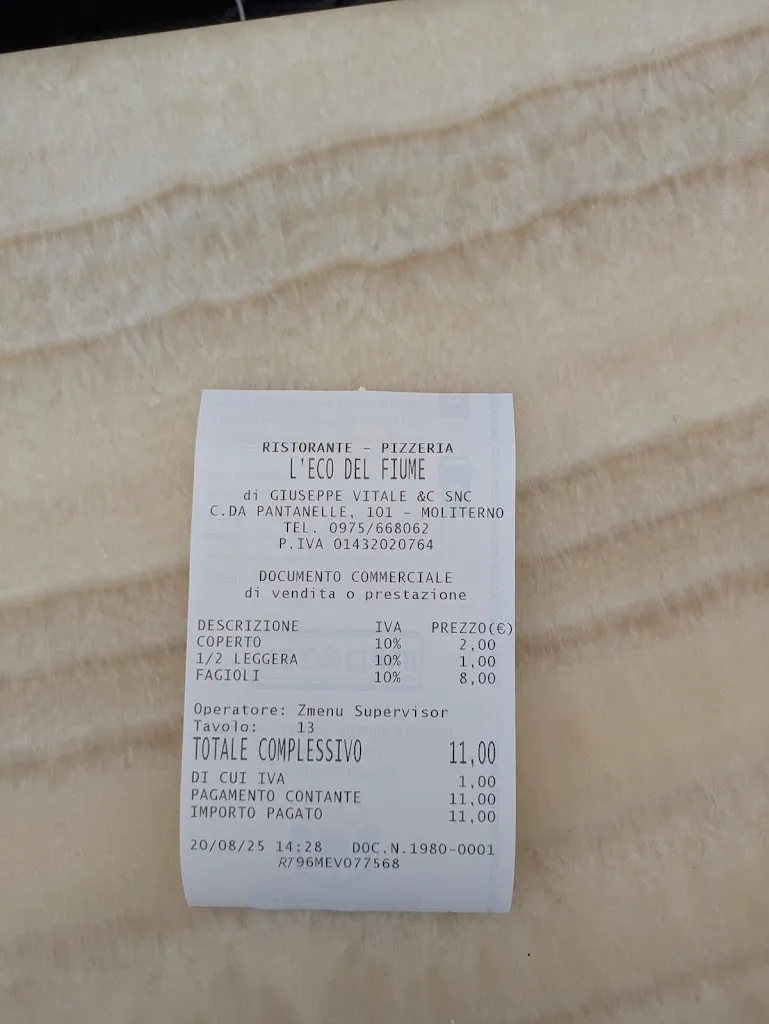 RISTORANTE - PIZZERIA
L'ECO DEL FIUME
di GIUSEPPE VITALE &C SNC
C.DA PANTANELLE, 101 - MOLITERNO
TEL. 0975/668062
P.IVA 01432020764
DOCUMENTO COMMERCIALE
di vendita o prestazione
DESCRIZIONE IVA PREZZO(€)
COPERTO 10% 2,00
1/2 LEGGERA 10% 1,00
FAGIOLI 10% 8,00
Operatore: Zmenu Supervisor
Tavolo: 13
TOTALE COMPLESSIVO 11,00
DI CUI IVA 1,00
PAGAMENTO CONTANTE 11,00
IMPORTO PAGATO 11,00
20/08/25 14:28 DOC.N.1980-0001
RT 96MEV077568